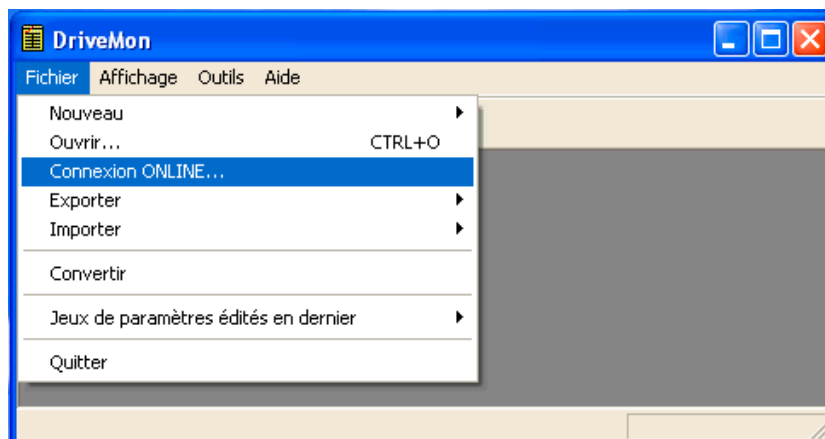 DriveMon
Fichier Affichage Outils Aide
Nouveau
Ouvrir... CTRL+O
Connexion ONLINE...
Exporter
Importer
Convertir
Jeux de paramètres édités en dernier
Quitter